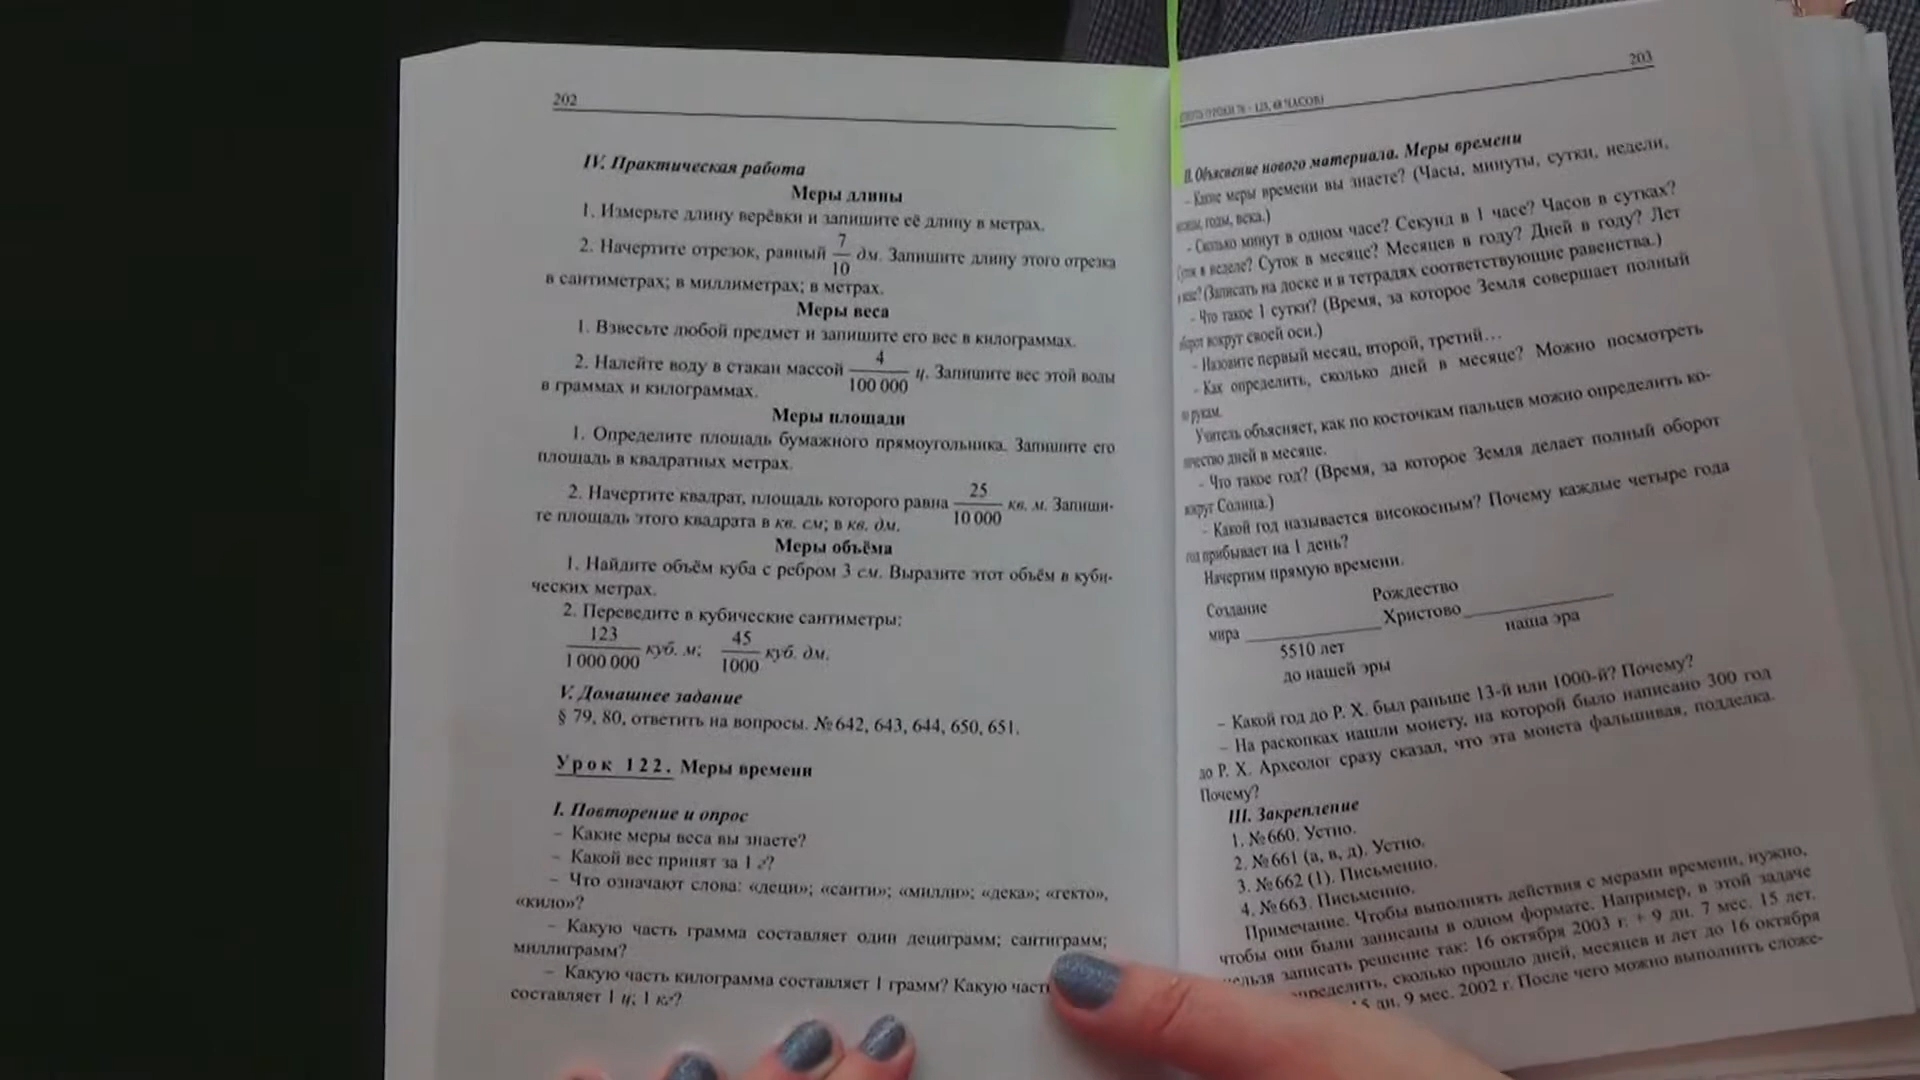 202
IV. Практическая работа
Меры длины
1. Измерьте длину верёвки и запишите её длину в метрах.
2. Начертите отрезок, равный 7/10 дм. Запишите длину этого отрезка
в сантиметрах; в миллиметрах; в метрах.
Меры веса
1. Взвесьте любой предмет и запишите его вес в килограммах.
2. Налейте воду в стакан массой 4/100 000 ц. Запишите вес этой воды
в граммах и килограммах.
Меры площади
1. Определите площадь бумажного прямоугольника. Запишите его
площадь в квадратных метрах.
2. Начертите квадрат, площадь которого равна 25/10 000 кв. м. Запиши-
те площадь этого квадрата в кв. см; в кв. дм.
Меры объёма
1. Найдите объём куба с ребром 3 см. Выразите этот объём в куби-
ческих метрах.
2. Переведите в кубические сантиметры:
123/1 000 000 куб. м; 45/1000 куб. дм.
V. Домашнее задание
§ 79, 80, ответить на вопросы. № 642, 643, 644, 650, 651.
Урок 122. Меры времени
I. Повторение и опрос
– Какие меры веса вы знаете?
– Какой вес принят за 1 г?
– Что означают слова: «деци»; «санти»; «милли»; «дека»; «гекто»,
«кило»?
– Какую часть грамма составляет один дециграмм; сантиграмм;
миллиграмм?
– Какую часть килограмма составляет 1 грамм? Какую част
составляет 1 ц; 1 кг?
203
125, 68 ЧАСОВ)
II. Объяснение нового материала. Меры времени
– Какие меры времени вы знаете? (Часы, минуты, сутки, недели,
годы, века.)
– Сколько минут в одном часе? Секунд в 1 часе? Часов в сутках?
в неделе? Суток в месяце? Месяцев в году? Дней в году? Лет
(Записать на доске и в тетрадях соответствующие равенства.)
– Что такое 1 сутки? (Время, за которое Земля совершает полный
вокруг своей оси.)
– Назовите первый месяц, второй, третий…
– Как определить, сколько дней в месяце? Можно посмотреть
рукам.
Учитель объясняет, как по косточкам пальцев можно определить ко-
дней в месяце.
– Что такое год? (Время, за которое Земля делает полный оборот
вокруг Солнца.)
– Какой год называется високосным? Почему каждые четыре года
год прибывает на 1 день?
Начертим прямую времени.
Создание Рождество
мира Христово
5510 лет наша эра
до нашей эры
– Какой год до Р. Х. был раньше 13-й или 1000-й? Почему?
– На раскопках нашли монету, на которой было написано 300 год
до Р. Х. Археолог сразу сказал, что эта монета фальшивая, подделка.
Почему?
III. Закрепление
1. № 660. Устно.
2. № 661 (а, в, д). Устно.
3. № 662 (1). Письменно.
4. № 663. Письменно.
Примечание. Чтобы выполнять действия с мерами времени, нужно,
чтобы они были записаны в одном формате. Например, в этой задаче
нельзя записать решение так: 16 октября 2003 г. + 9 дн. 7 мес. 15 лет.
определить, сколько прошло дней, месяцев и лет до 16 октября
5 дн. 9 мес. 2002 г. После чего можно выполнить сложе-